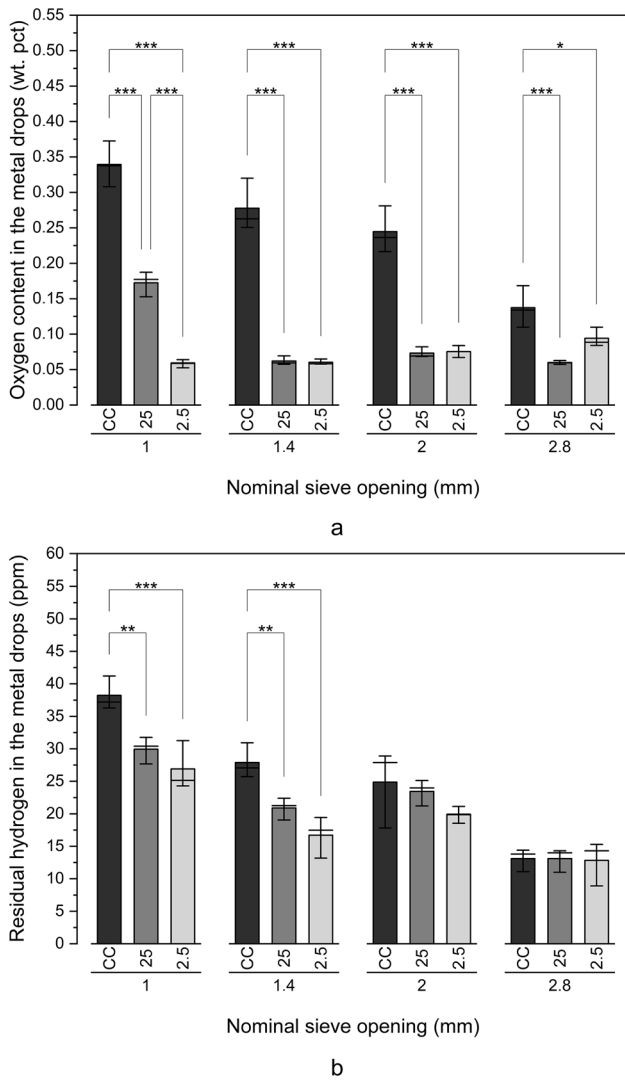 Oxygen content in the metal drops (wt. pct)
0.55
0.50
0.45
0.40
0.35
0.30
0.25
0.20
0.15
0.10
0.05
0.00
*** *** *** *
*** *** *** *** ***
CC 25 2.5 CC 25 2.5 CC 25 2.5 CC 25 2.5
1 1.4 2 2.8
Nominal sieve opening (mm)
a
Residual hydrogen in the metal drops (ppm)
60
55
50
45
40
35
30
25
20
15
10
5
0
*** ***
** **
CC 25 2.5 CC 25 2.5 CC 25 2.5 CC 25 2.5
1 1.4 2 2.8
Nominal sieve opening (mm)
b